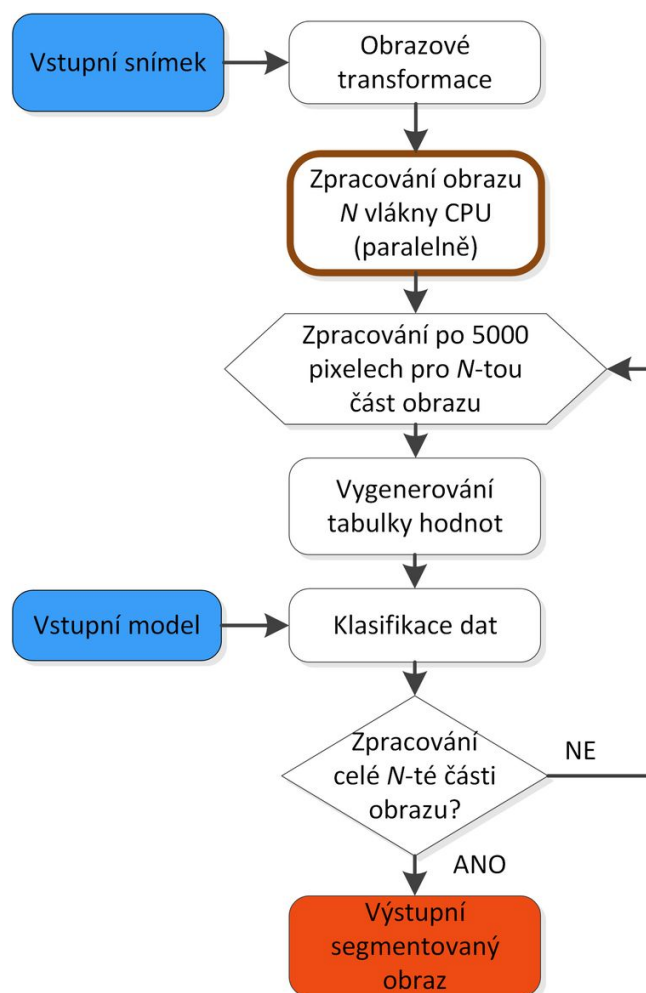 Vstupní snímek
Obrazové
transformace
Zpracování obrazu
N vlákny CPU
(paralelně)
Zpracování po 5000
pixelech pro N-tou
část obrazu
Vygenerování
tabulky hodnot
Vstupní model
Klasifikace dat
Zpracování
celé N-té části
obrazu?
NE
ANO
Výstupní
segmentovaný
obraz